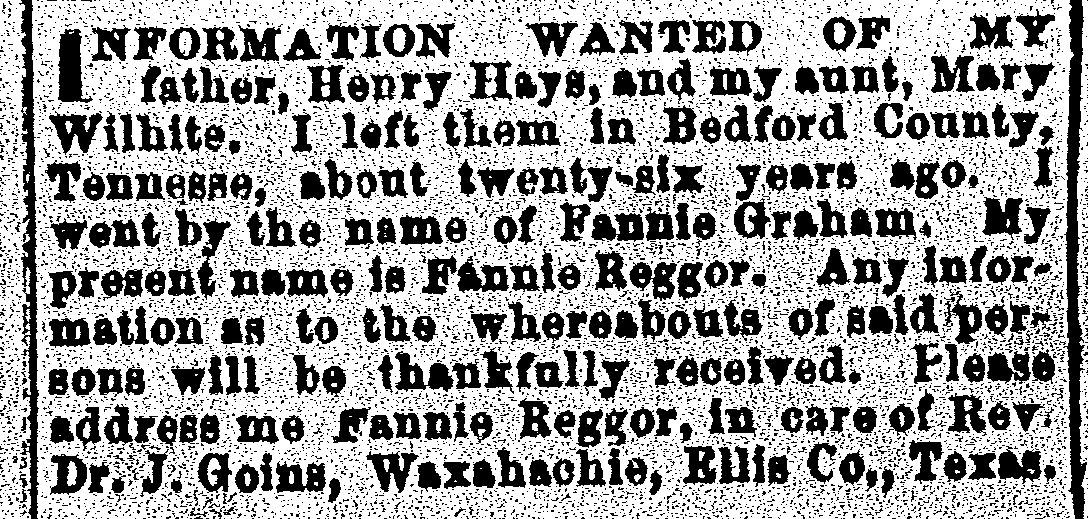 INFORMATION WANTED OF MY
father, Henry Hays, and my aunt, Mary
Wilhite. I left them in Bedford County,
Tennessee, about twenty-six years ago. I
went by the name of Fannie Graham. My
present name is Fannie Reggor. Any infor-
mation as to the whereabouts of said per-
sons will be thankfully received. Please
address me Fannie Reggor, in care of Rev.
Dr. J. Goins, Waxahachie, Ellis Co., Texas.